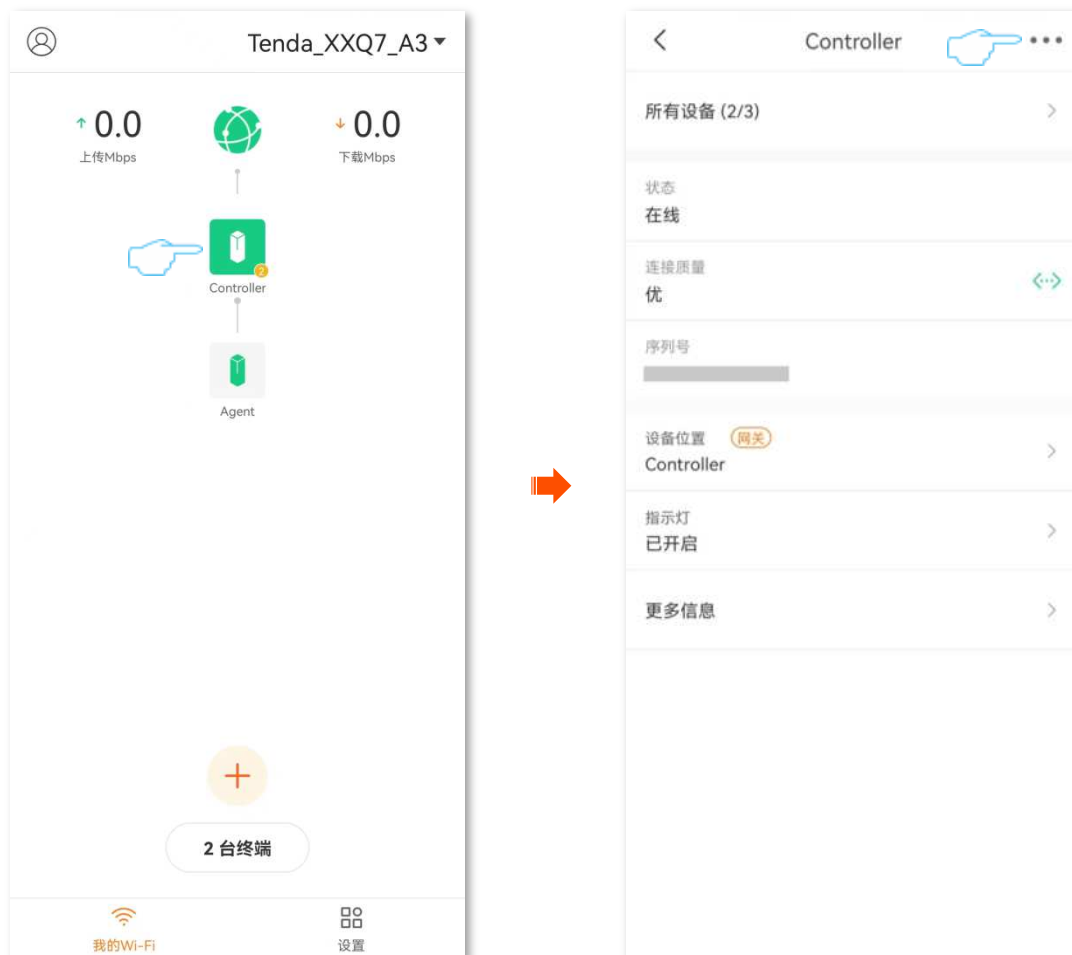 Tenda_XXQ7_A3
0.0
上传Mbps
0.0
下载Mbps
2
Controller
Agent
2 台终端
我的Wi-Fi
设置
Controller
所有设备 (2/3)
状态
在线
连接质量
优
序列号
设备位置 网关
Controller
指示灯
已开启
更多信息